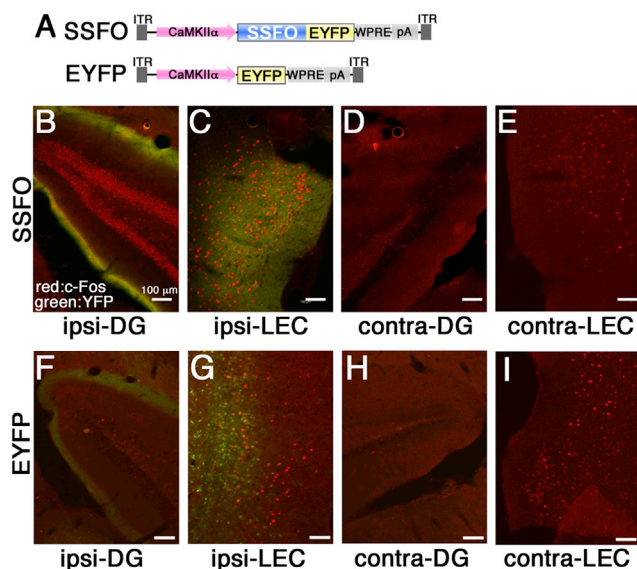 A
SSFO
ITR
CaMKIIα
SSFO
EYFP
WPRE
pA
ITR
EYFP
ITR
CaMKIIα
EYFP
WPRE
pA
ITR
SSFO
B
C
D
E
red:c-Fos
green:YFP
100 μm
ipsi-DG
ipsi-LEC
contra-DG
contra-LEC
EYFP
F
G
H
I
ipsi-DG
ipsi-LEC
contra-DG
contra-LEC